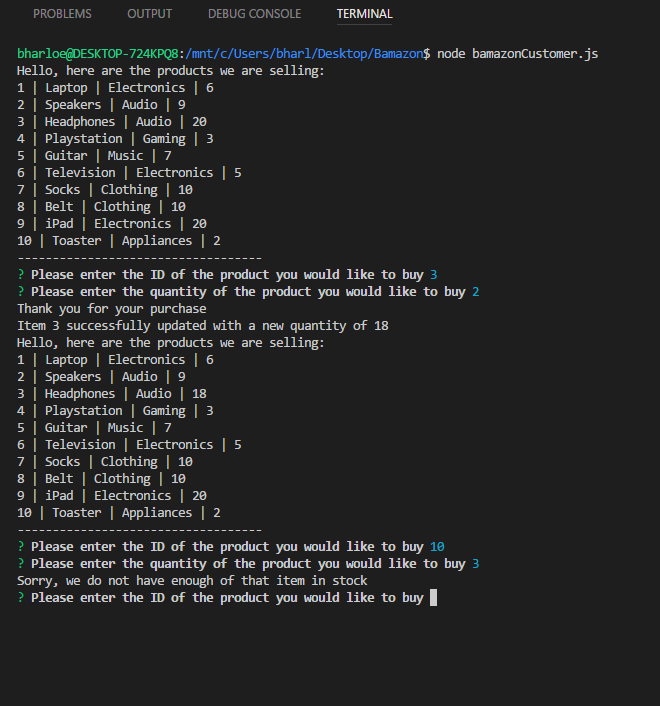 PROBLEMS OUTPUT DEBUG CONSOLE TERMINAL
bharloe@DESKTOP-724KPQ8:/mnt/c/Users/bharl/Desktop/Bamazon$ node bamazonCustomer.js
Hello, here are the products we are selling:
1 | Laptop | Electronics | 6
2 | Speakers | Audio | 9
3 | Headphones | Audio | 20
4 | Playstation | Gaming | 3
5 | Guitar | Music | 7
6 | Television | Electronics | 5
7 | Socks | Clothing | 10
8 | Belt | Clothing | 10
9 | iPad | Electronics | 20
10 | Toaster | Appliances | 2
-----------------------------------
? Please enter the ID of the product you would like to buy 3
? Please enter the quantity of the product you would like to buy 2
Thank you for your purchase
Item 3 successfully updated with a new quantity of 18
Hello, here are the products we are selling:
1 | Laptop | Electronics | 6
2 | Speakers | Audio | 9
3 | Headphones | Audio | 18
4 | Playstation | Gaming | 3
5 | Guitar | Music | 7
6 | Television | Electronics | 5
7 | Socks | Clothing | 10
8 | Belt | Clothing | 10
9 | iPad | Electronics | 20
10 | Toaster | Appliances | 2
-----------------------------------
? Please enter the ID of the product you would like to buy 10
? Please enter the quantity of the product you would like to buy 3
Sorry, we do not have enough of that item in stock
? Please enter the ID of the product you would like to buy